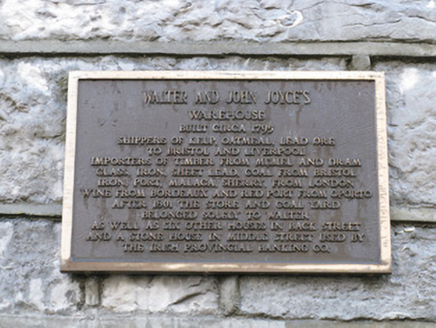 WALTER AND JOHN JOYCE'S
WAREHOUSE
BUILT CIRCA 1795
SHIPPERS OF KELP, OATMEAL, LEAD ORE
TO BRISTOL AND LIVERPOOL
IMPORTERS OF TIMBER FROM MEMEL AND DRAM
GLASS, IRON, SHEET LEAD, COAL FROM BRISTOL
IRON, PORT, MALAGA, SHERRY FROM LONDON
WINE FROM BORDEAUX AND RED PORT FROM OPORTO
AFTER 1801 THE STORE AND COAL YARD
BELONGED SOLELY TO WALTER
AS WELL AS SIX OTHER HOUSES IN BACK STREET
AND A STONE HOUSE IN MIDDLE STREET USED BY
THE IRISH PROVINCIAL BANKING CO.